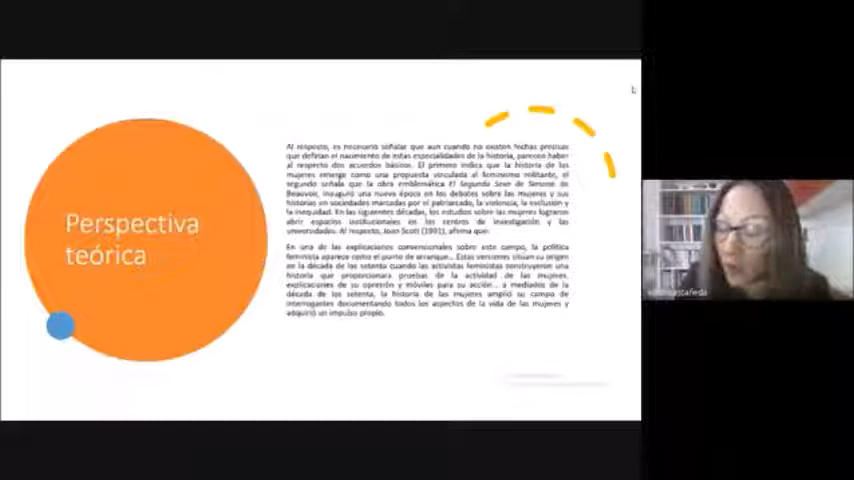 Perspectiva
teórica
Al respecto, es necesario señalar que aun cuando no existen fechas precisas
que definan el nacimiento de estas especialidades de la historia, parecen haber
al respecto dos acuerdos básicos. El primero indica que la historia de las
mujeres emerge como una propuesta vinculada al feminismo militante, el
segundo señala que la obra emblemática El Segundo Sexo de Simone de
Beauvoir, inauguró una nueva época en los debates sobre las mujeres y sus
historias en sociedades marcadas por el patriarcado, la violencia, la exclusión y
la inequidad. En las siguientes décadas, los estudios sobre las mujeres lograron
abrir espacios institucionales en los centros de investigación y las
universidades. Al respecto, Joan Scott (1991), afirma que:
En una de las explicaciones convencionales sobre este campo, la política
feminista aparece como el punto de arranque... Estas versiones sitúan su origen
en la década de los setenta cuando las activistas feministas construyeron una
historia que proporcionara pruebas de la actividad de las mujeres,
explicaciones de su opresión y móviles para su acción... a mediados de la
década de los setenta, la historia de las mujeres amplió su campo de
interrogantes documentando todos los aspectos de la vida de las mujeres y
adquirió un impulso propio.